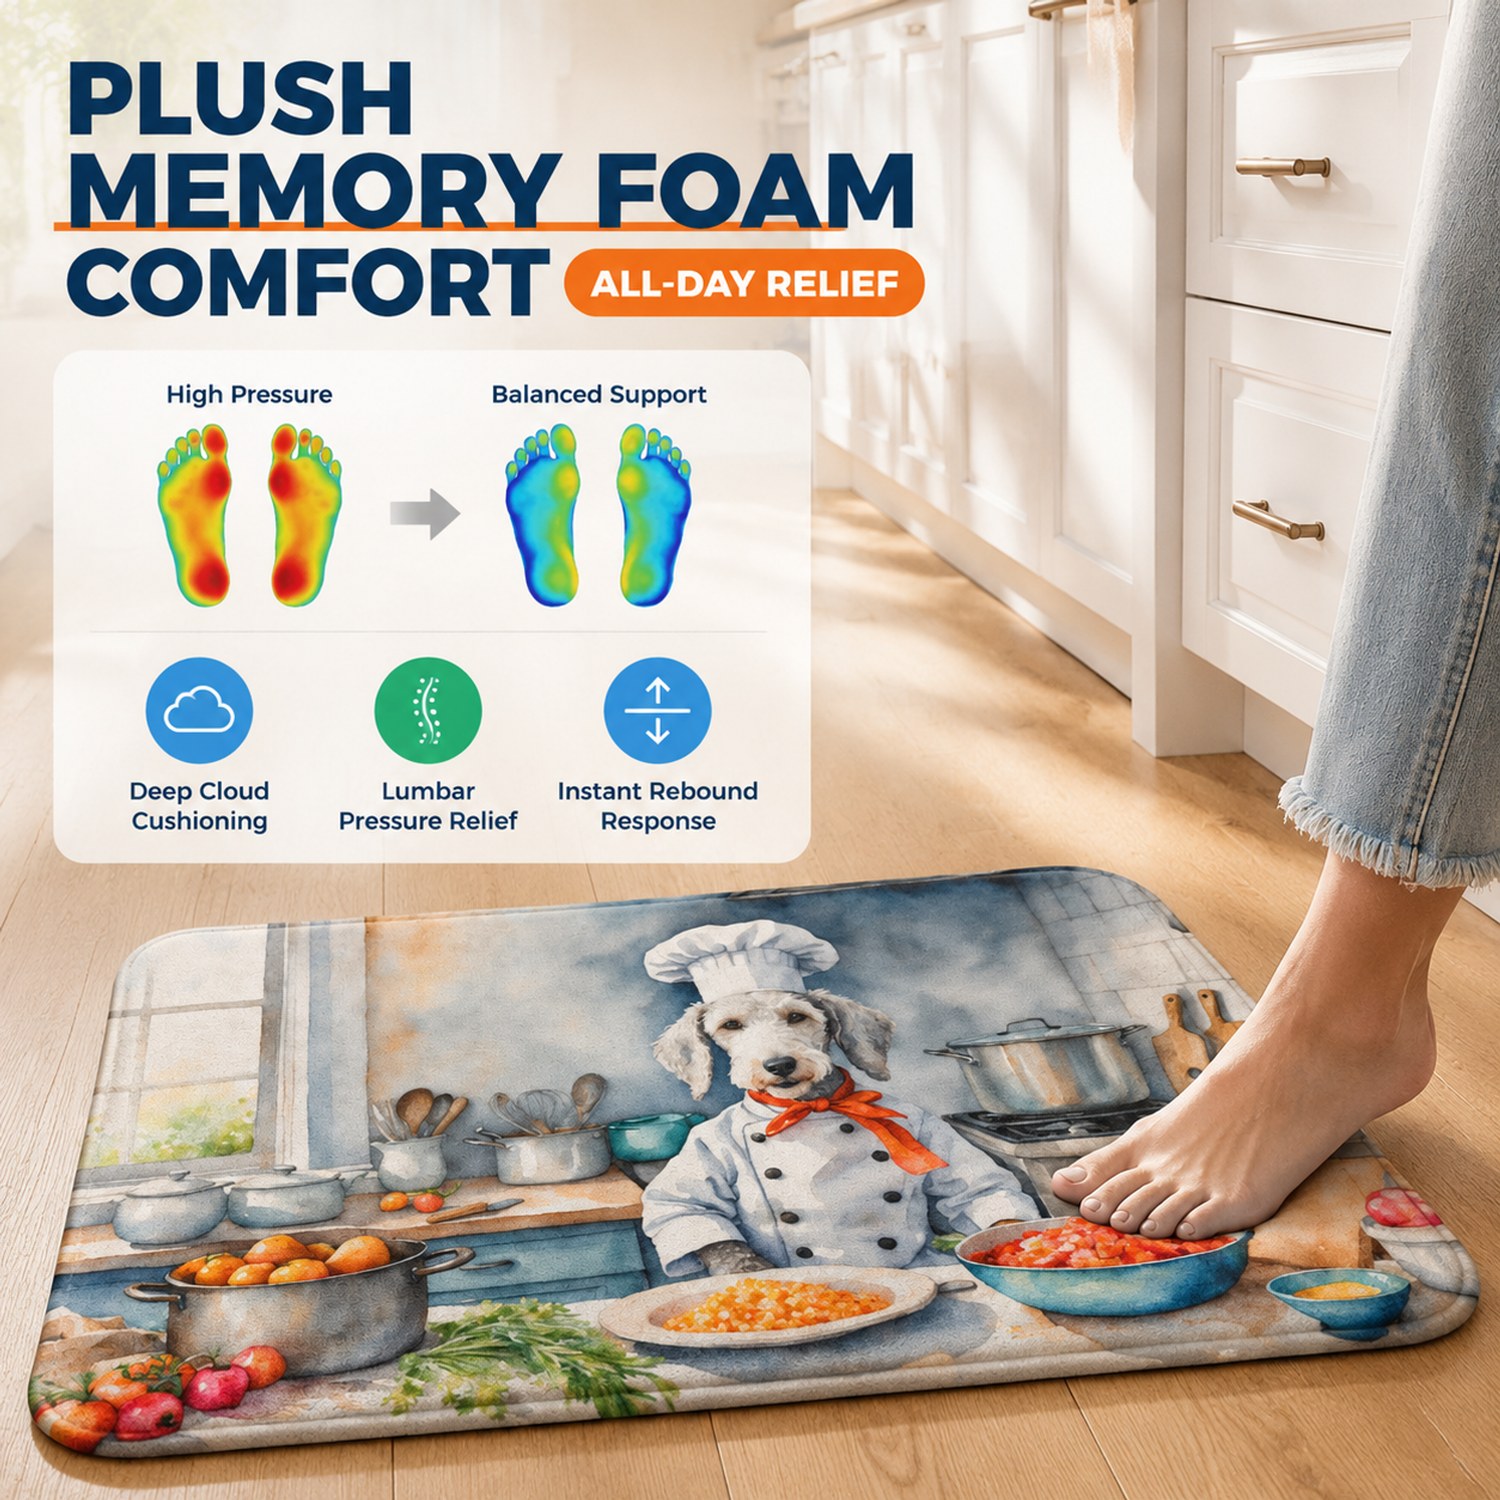 PLUSH
MEMORY FOAM
COMFORT
ALL-DAY RELIEF
High Pressure
Balanced Support
Deep Cloud
Cushioning
Lumbar
Pressure Relief
Instant Rebound
Response